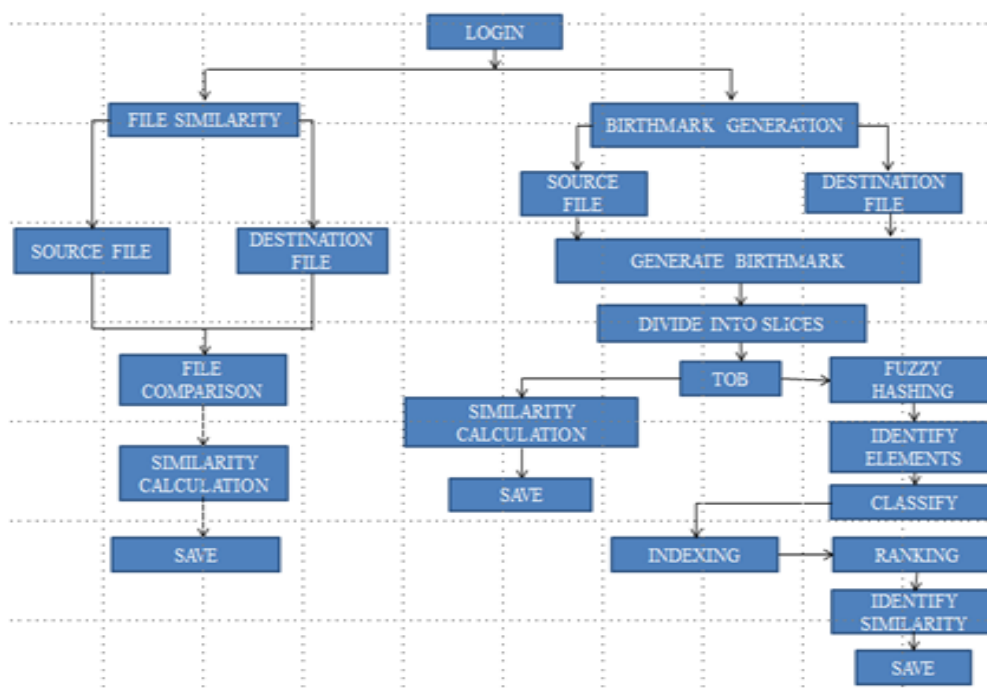 LOGIN
FILE SIMILARITY
BIRTHMARK GENERATION
SOURCE
FILE
DESTINATION
FILE
SOURCE FILE
DESTINATION
FILE
GENERATE BIRTHMARK
DIVIDE INTO SLICES
FILE
COMPARISON
TOB
FUZZY
HASHING
SIMILARITY
CALCULATION
IDENTIFY
ELEMENTS
SIMILARITY
CALCULATION
SAVE
CLASSIFY
SAVE
INDEXING
RANKING
IDENTIFY
SIMILARITY
SAVE